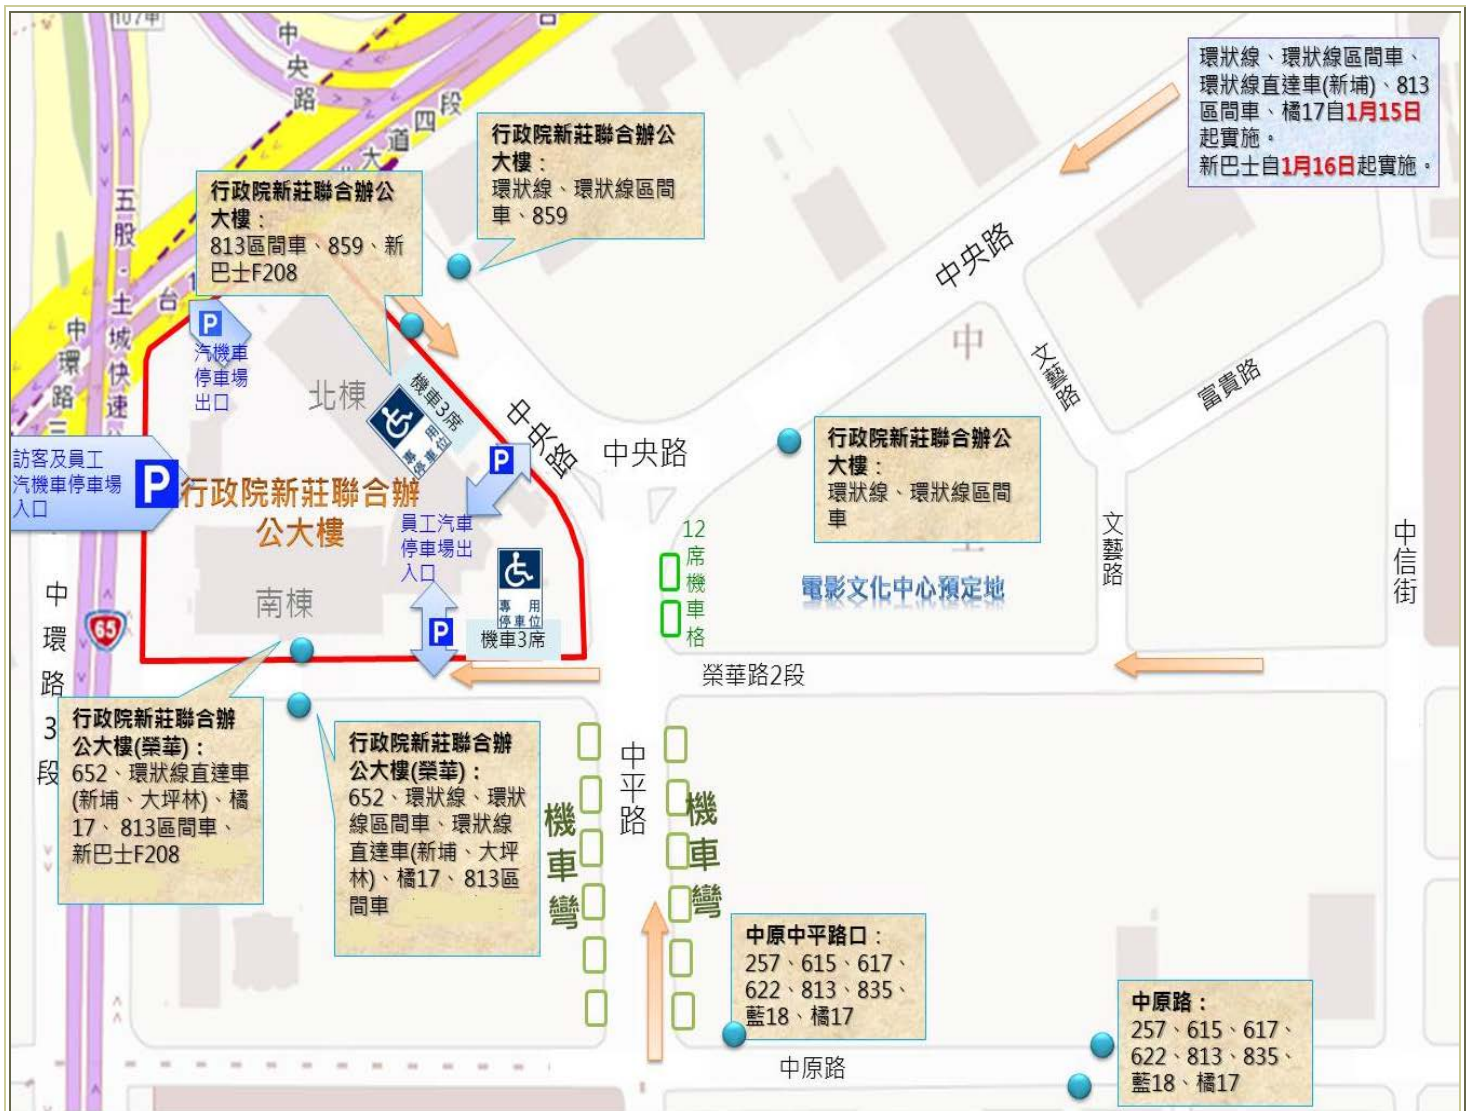 107甲
中央路
台
環狀線、環狀線區間車、
環狀線直達車(新埔)、813
區間車、橘17自1月15日
起實施。
新巴士自1月16日起實施。
大道四段
行政院新莊聯合辦公
大樓：
環狀線、環狀線區間
車、859
行政院新莊聯合辦公
大樓：
813區間車、859、新
巴士F208
五股‧土城快速公
台
中環路三
中央路
P
汽機車
停車場
出口
北棟
機車3席
專用
停車位
中央路
中央路
文藝路
富貴路
中
行政院新莊聯合辦公
大樓：
環狀線、環狀線區間
車
訪客及員工
汽機車停車場
入口
P
行政院新莊聯合辦
公大樓
P
員工汽車
停車場出
入口
12席機車格
文藝路
中信街
電影文化中心預定地
專用
停車位
機車3席
P
南棟
中環路3段
65
榮華路2段
行政院新莊聯合辦
公大樓(榮華)：
652、環狀線直達車
(新埔、大坪林)、橘
17、813區間車、
新巴士F208
行政院新莊聯合辦
公大樓(榮華)：
652、環狀線、環狀
線區間車、環狀線
直達車(新埔、大坪
林)、橘17、813區
間車
機車彎
中平路
機車彎
中原中平路口：
257、615、617、
622、813、835、
藍18、橘17
中原路：
257、615、617、
622、813、835、
藍18、橘17
中原路